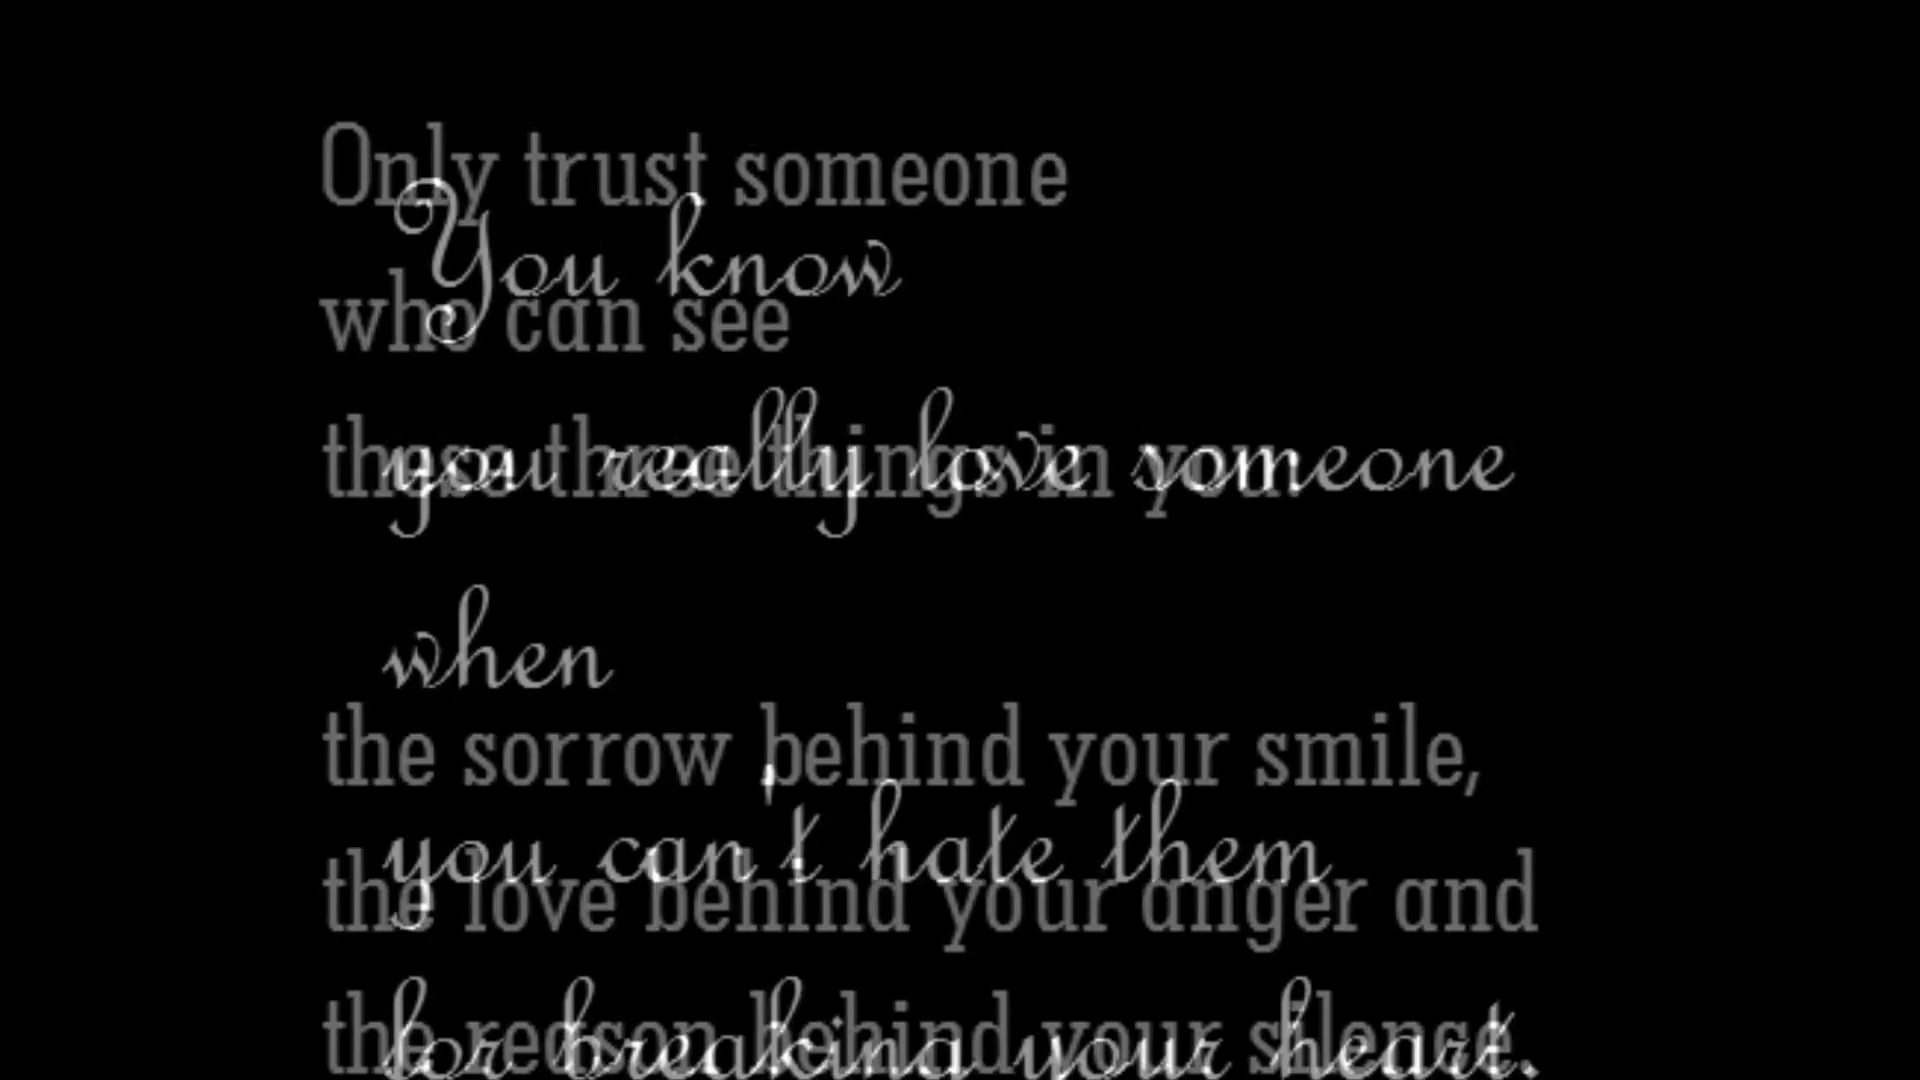 Only trust someone
who can see
these three things in you:
the sorrow behind your smile,
the love behind your anger and
the reason behind your silence.
You know
you really love someone
when
you can't hate them
for breaking your heart.